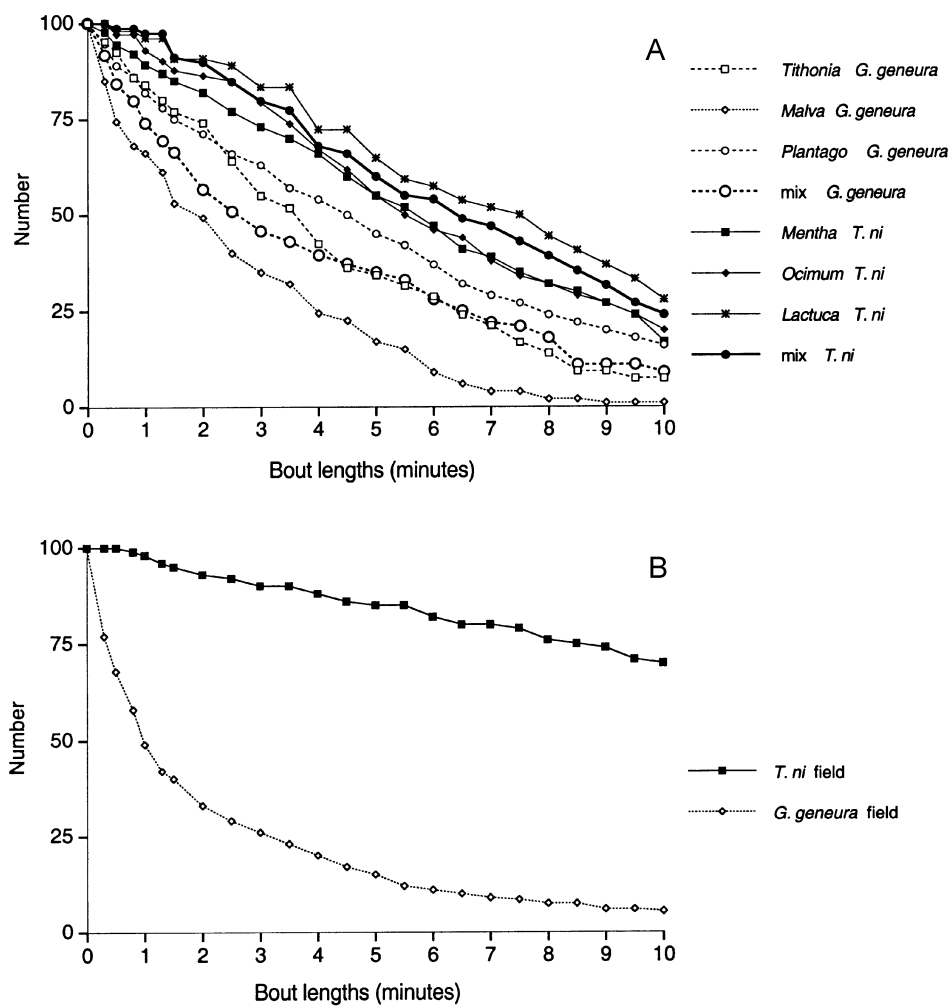 A
100
75
50
25
0
Number
0 1 2 3 4 5 6 7 8 9 10
Bout lengths (minutes)
Tithonia G. geneura
Malva G. geneura
Plantago G. geneura
mix G. geneura
Mentha T. ni
Ocimum T. ni
Lactuca T. ni
mix T. ni
B
100
75
50
25
0
Number
0 1 2 3 4 5 6 7 8 9 10
Bout lengths (minutes)
T. ni field
G. geneura field